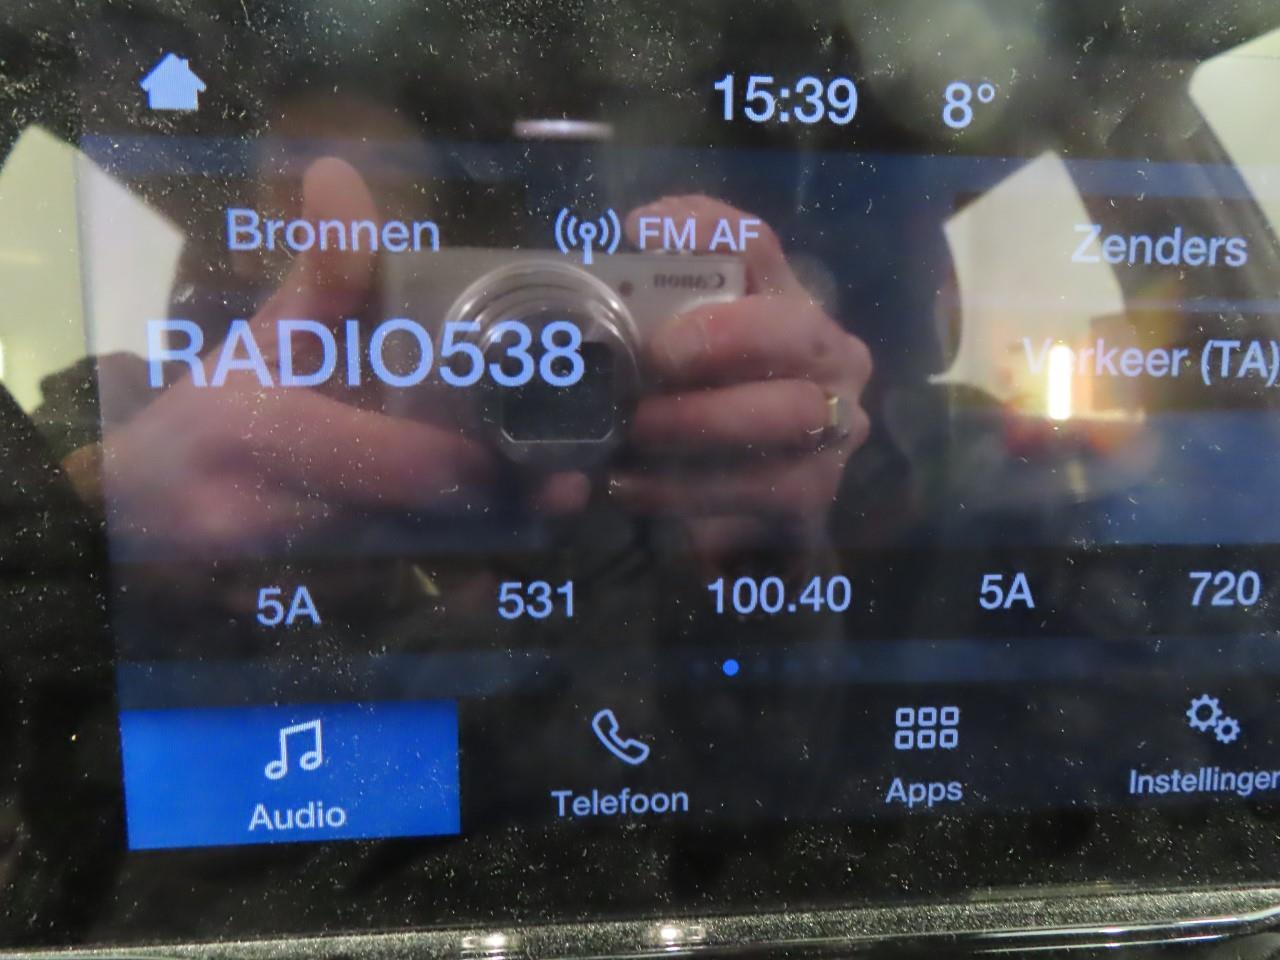 15:39 8°
Bronnen FM AF Zenders
Canon
RADIO538 Verkeer (TA)
5A 531 100.40 5A 720
Audio Telefoon Apps Instellingen